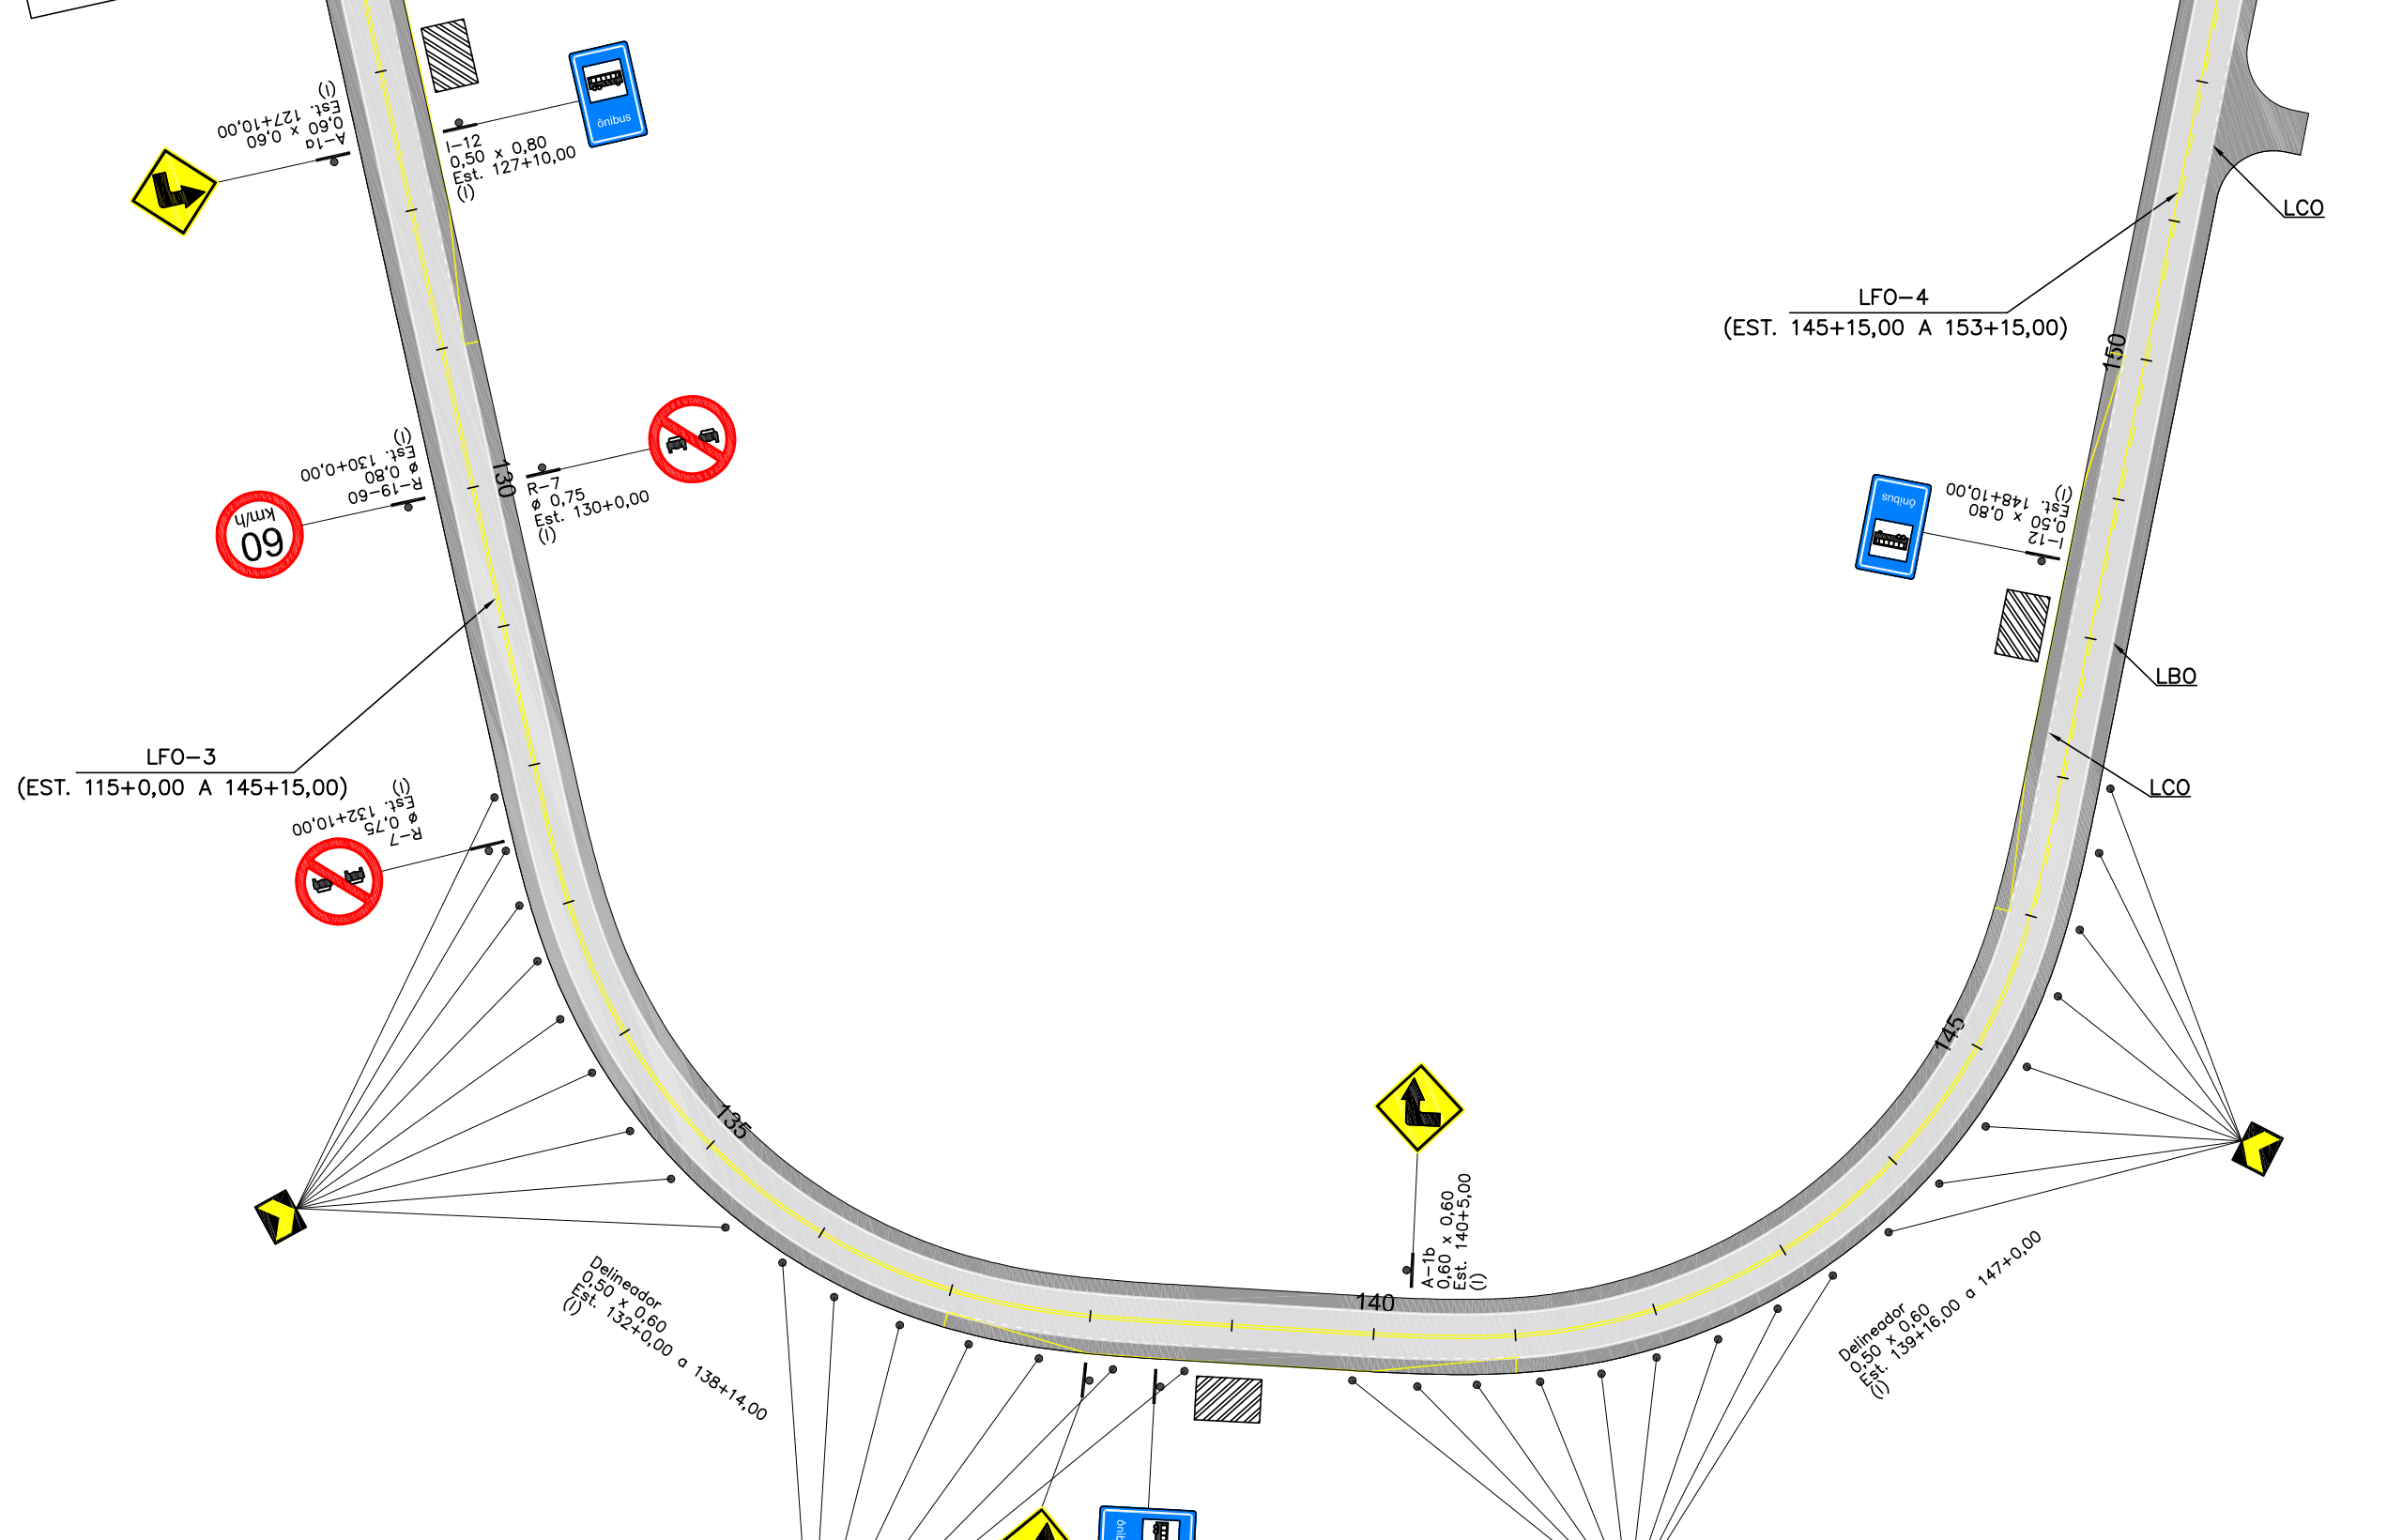 A-1a
0,60 x 0,60
Est. 127+10,00
(I)
ônibus
I-12
0,50 x 0,80
Est. 127+10,00
(I)
LCO
LFO-4
(EST. 145+15,00 A 153+15,00)
150
130
R-19-60
ø 0,80
Est. 130+0,00
(I)
60
km/h
R-7
ø 0,75
Est. 130+0,00
(I)
ônibus
I-12
0,50 x 0,80
Est. 148+10,00
(I)
LBO
LFO-3
(EST. 115+0,00 A 145+15,00)
LCO
R-7
ø 0,75
Est. 132+10,00
(I)
145
135
A-1b
0,60 x 0,60
Est. 140+5,00
(I)
140
Delineador
0,50 x 0,60
Est. 132+0,00 a 138+14,00
(I)
Delineador
0,50 x 0,60
Est. 139+16,00 a 147+0,00
(I)